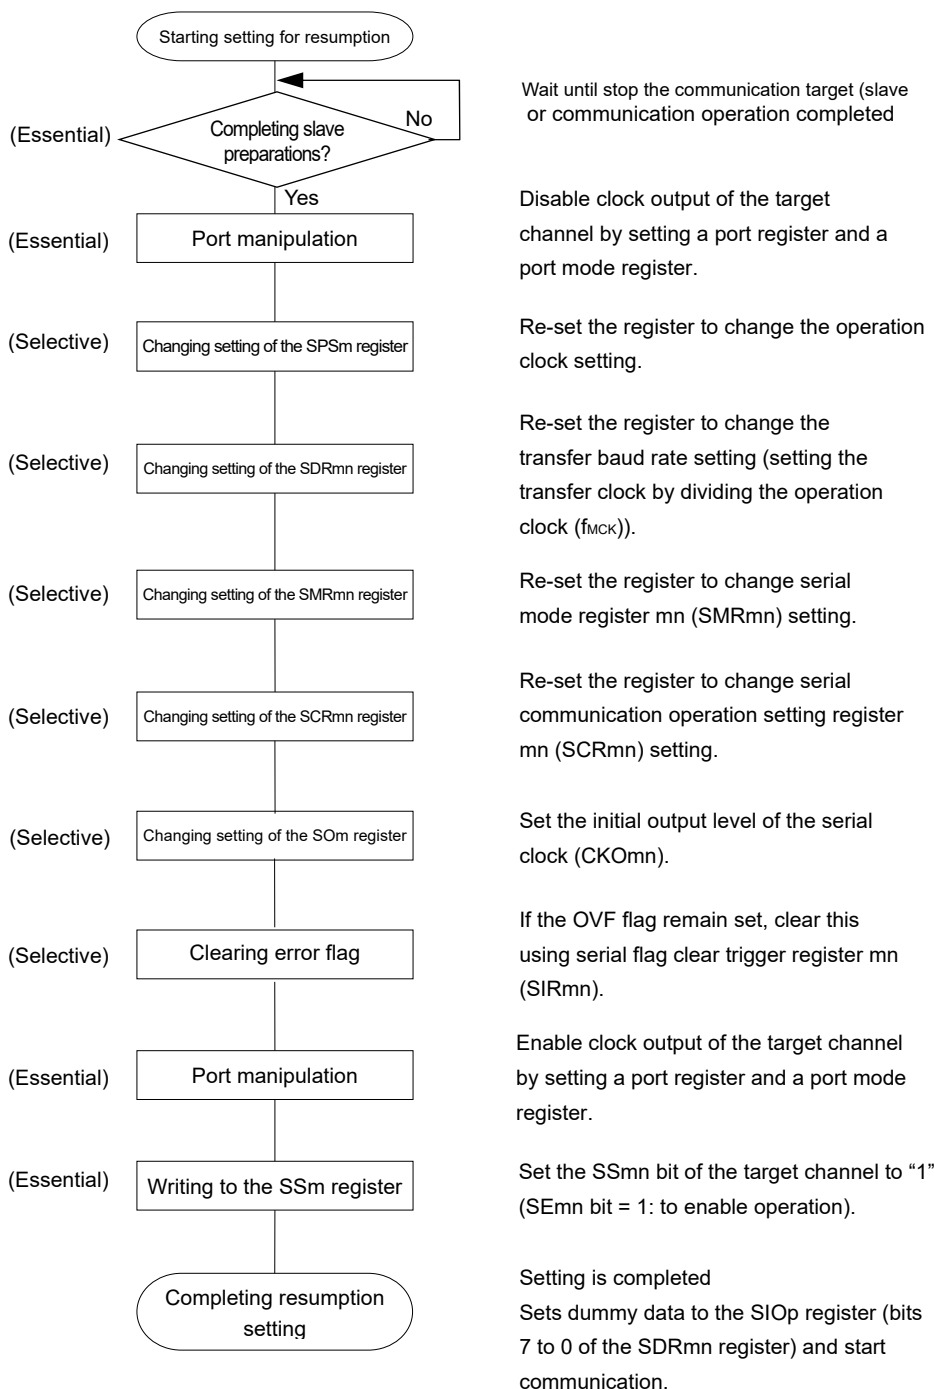 Starting setting for resumption
Wait until stop the communication target (slave
or communication operation completed
(Essential)
Completing slave
preparations?
No
Yes
(Essential)
Port manipulation
Disable clock output of the target
channel by setting a port register and a
port mode register.
(Selective)
Changing setting of the SPSm register
Re-set the register to change the operation
clock setting.
(Selective)
Changing setting of the SDRmn register
Re-set the register to change the
transfer baud rate setting (setting the
transfer clock by dividing the operation
clock (fMCK)).
(Selective)
Changing setting of the SMRmn register
Re-set the register to change serial
mode register mn (SMRmn) setting.
(Selective)
Changing setting of the SCRmn register
Re-set the register to change serial
communication operation setting register
mn (SCRmn) setting.
(Selective)
Changing setting of the SOm register
Set the initial output level of the serial
clock (CKOmn).
(Selective)
Clearing error flag
If the OVF flag remain set, clear this
using serial flag clear trigger register mn
(SIRmn).
(Essential)
Port manipulation
Enable clock output of the target channel
by setting a port register and a port mode
register.
(Essential)
Writing to the SSm register
Set the SSmn bit of the target channel to “1”
(SEmn bit = 1: to enable operation).
Completing resumption
setting
Setting is completed
Sets dummy data to the SIOp register (bits
7 to 0 of the SDRmn register) and start
communication.